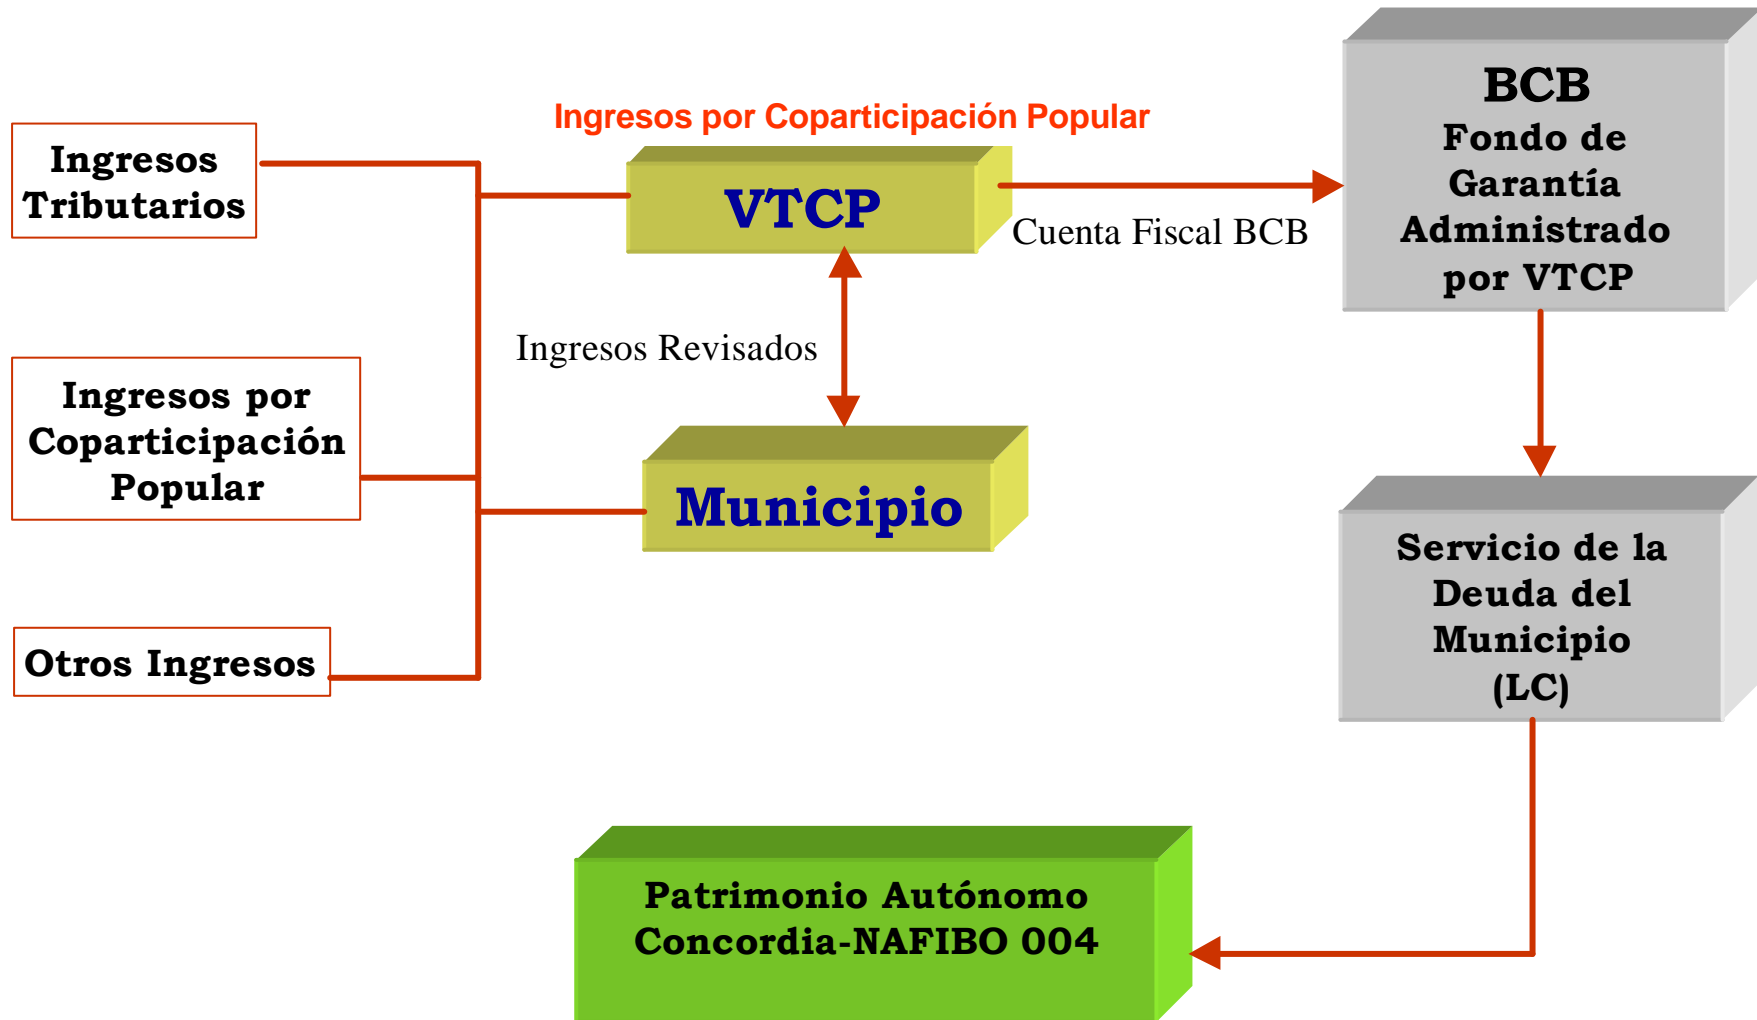 Ingresos por Coparticipación Popular
Ingresos
Tributarios
VTCP
Cuenta Fiscal BCB
BCB
Fondo de
Garantía
Administrado
por VTCP
Ingresos Revisados
Ingresos por
Coparticipación
Popular
Municipio
Otros Ingresos
Servicio de la
Deuda del
Municipio
(LC)
Patrimonio Autónomo
Concordia-NAFIBO 004